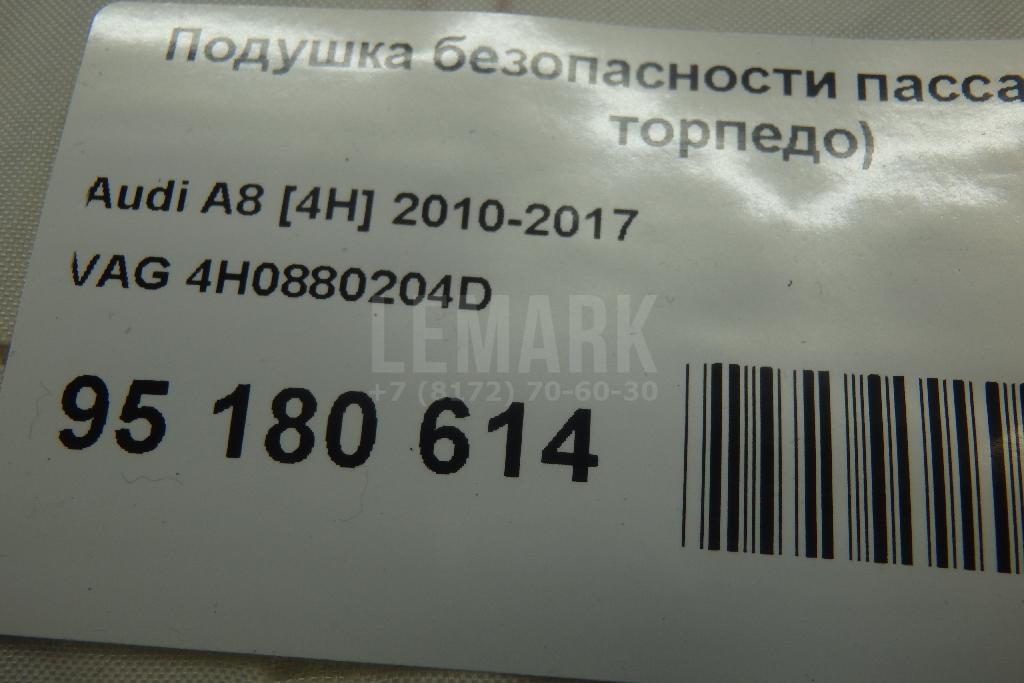 Подушка безопасности пасса
торпедо)
Audi A8 [4H] 2010-2017
VAG 4H0880204D
LEMARK
+7 (8172) 70-60-30
95 180 614